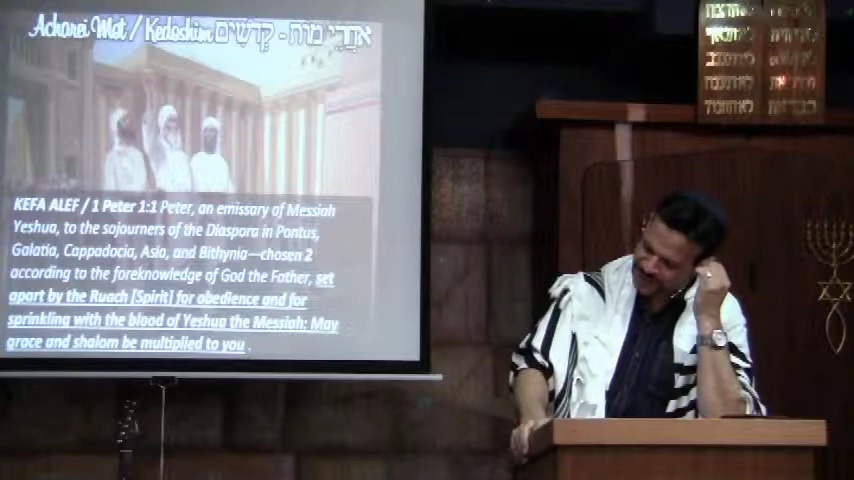 Acharei Mot / Kedoshim אַחֲרֵי מוֹת - קְדֹשִׁים
KEFA ALEF / 1 Peter 1:1 Peter, an emissary of Messiah
Yeshua, to the sojourners of the Diaspora in Pontus,
Galatia, Cappadocia, Asia, and Bithynia—chosen 2
according to the foreknowledge of God the Father, set
apart by the Ruach [Spirit] for obedience and for
sprinkling with the blood of Yeshua the Messiah: May
grace and shalom be multiplied to you .